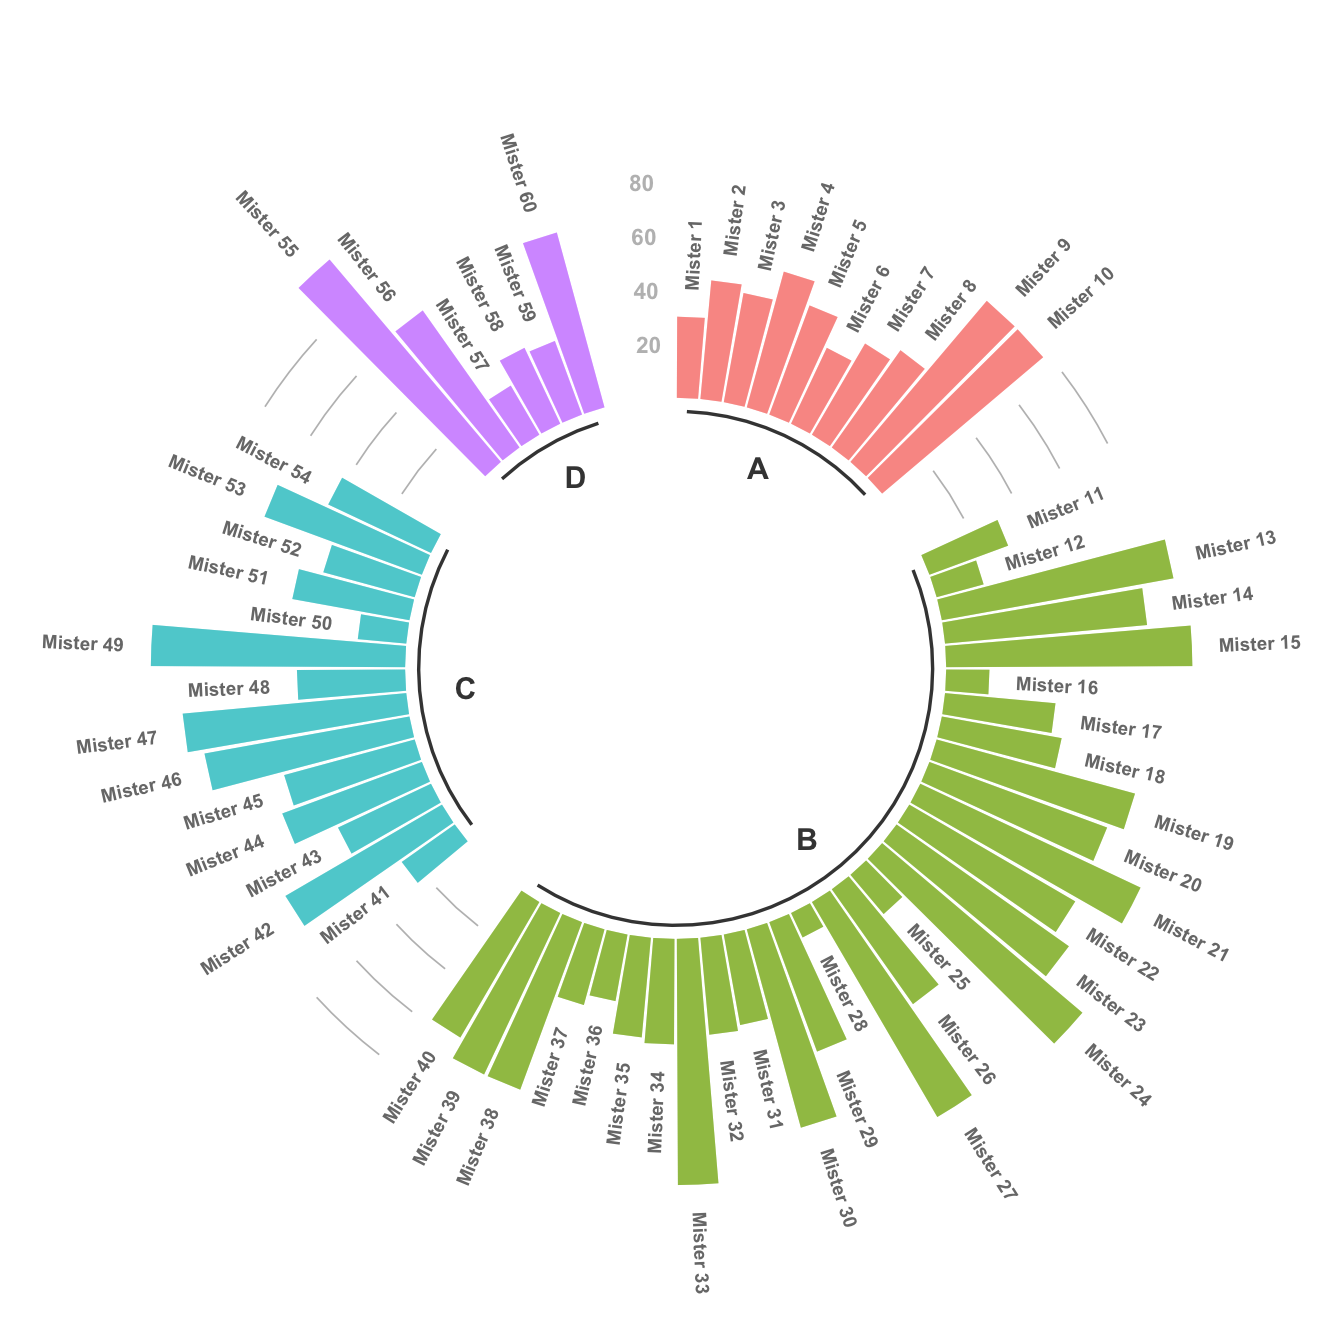 80
60
40
20
Mister 1
Mister 2
Mister 3
Mister 4
Mister 5
Mister 6
Mister 7
Mister 8
Mister 9
Mister 10
Mister 11
Mister 12
Mister 13
Mister 14
Mister 15
Mister 16
Mister 17
Mister 18
Mister 19
Mister 20
Mister 21
Mister 22
Mister 23
Mister 24
Mister 25
Mister 26
Mister 27
Mister 28
Mister 29
Mister 30
Mister 31
Mister 32
Mister 33
Mister 34
Mister 35
Mister 36
Mister 37
Mister 38
Mister 39
Mister 40
Mister 41
Mister 42
Mister 43
Mister 44
Mister 45
Mister 46
Mister 47
Mister 48
Mister 49
Mister 50
Mister 51
Mister 52
Mister 53
Mister 54
Mister 55
Mister 56
Mister 57
Mister 58
Mister 59
Mister 60
A
B
C
D